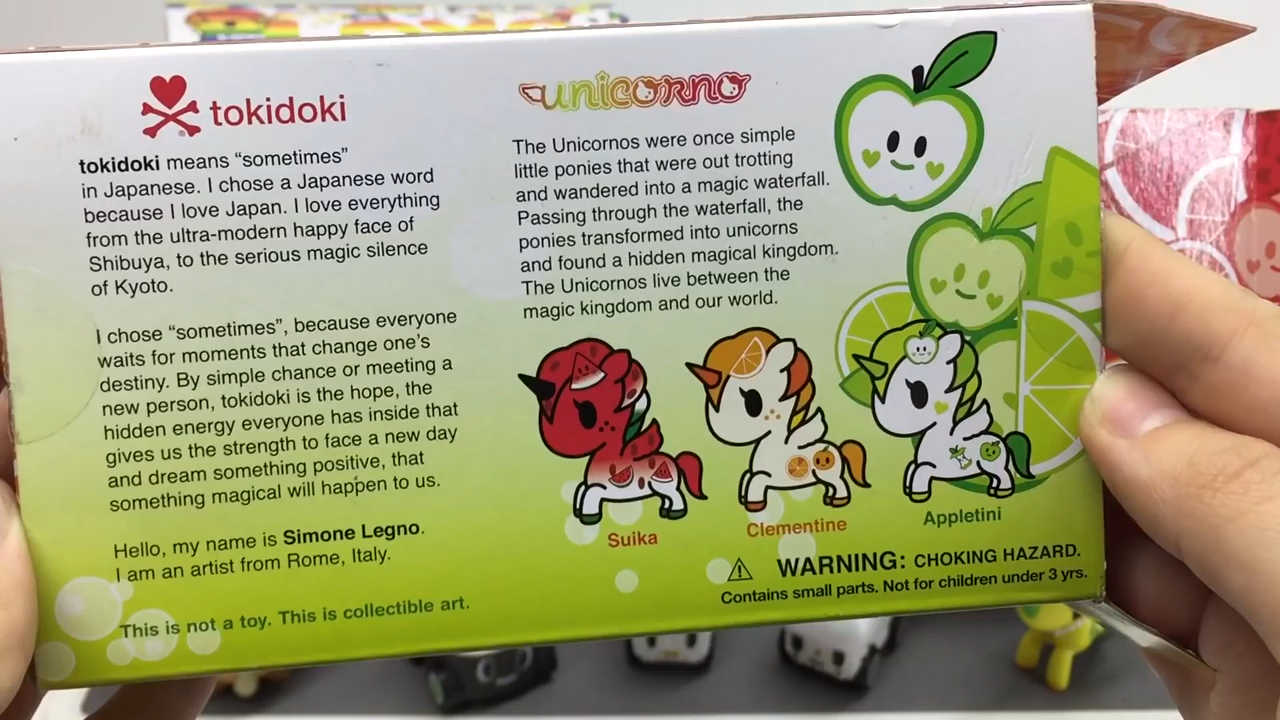 tokidoki
tokidoki means “sometimes”
in Japanese. I chose a Japanese word
because I love Japan. I love everything
from the ultra-modern happy face of
Shibuya, to the serious magic silence
of Kyoto.
I chose “sometimes”, because everyone
waits for moments that change one’s
destiny. By simple chance or meeting a
new person, tokidoki is the hope, the
hidden energy everyone has inside that
gives us the strength to face a new day
and dream something positive, that
something magical will happen to us.
Hello, my name is Simone Legno.
I am an artist from Rome, Italy.
This is not a toy. This is collectible art.
unicorno
The Unicornos were once simple
little ponies that were out trotting
and wandered into a magic waterfall.
Passing through the waterfall, the
ponies transformed into unicorns
and found a hidden magical kingdom.
The Unicornos live between the
magic kingdom and our world.
Suika
Clementine
Appletini
WARNING: CHOKING HAZARD.
Contains small parts. Not for children under 3 yrs.